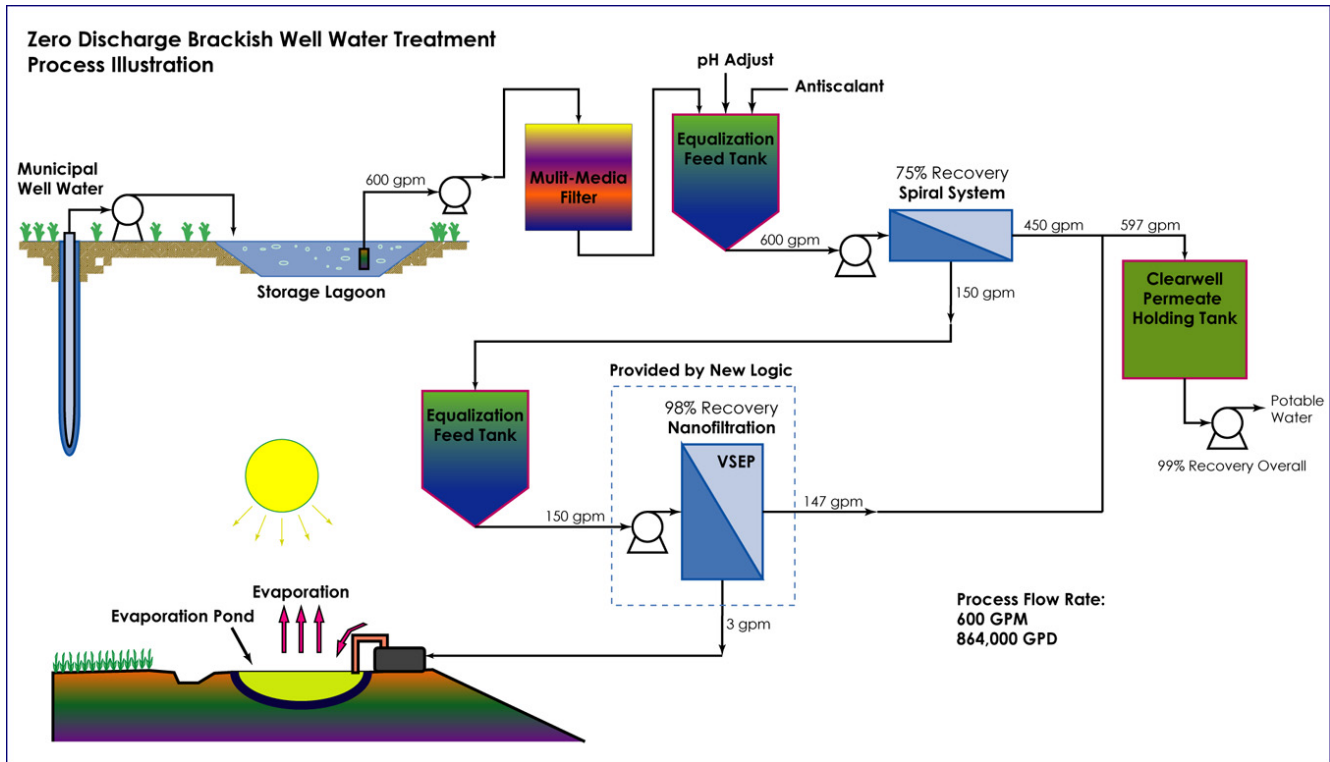 Zero Discharge Brackish Well Water Treatment
Process Illustration
pH Adjust
Antiscalant
Municipal
Well Water
600 gpm
Mulit-Media
Filter
Equalization
Feed Tank
75% Recovery
Spiral System
600 gpm
450 gpm
597 gpm
Storage Lagoon
150 gpm
Clearwell
Permeate
Holding Tank
Provided by New Logic
Equalization
Feed Tank
98% Recovery
Nanofiltration
VSEP
Potable
Water
99% Recovery Overall
150 gpm
147 gpm
Evaporation
Evaporation Pond
3 gpm
Process Flow Rate:
600 GPM
864,000 GPD